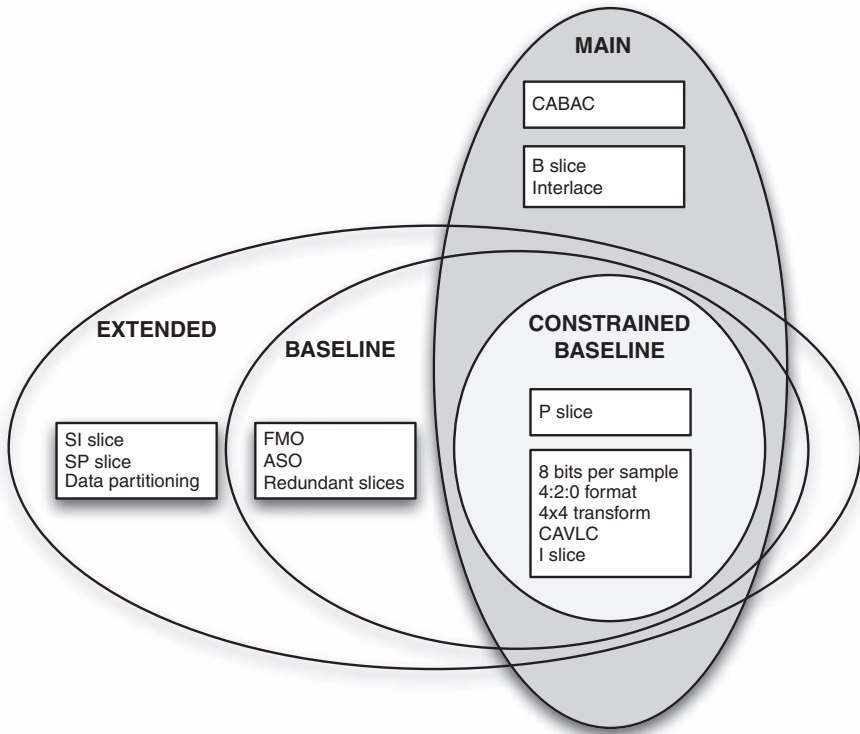 MAIN
CABAC
B slice
Interlace
EXTENDED
BASELINE
CONSTRAINED
BASELINE
SI slice
SP slice
Data partitioning
FMO
ASO
Redundant slices
P slice
8 bits per sample
4:2:0 format
4x4 transform
CAVLC
I slice